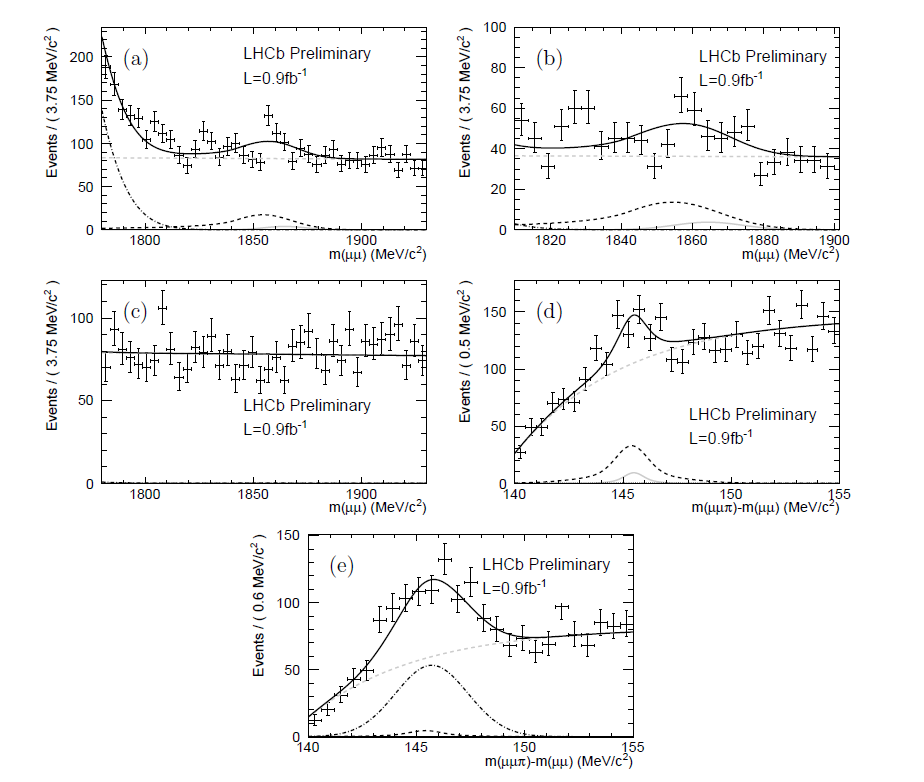 Events / ( 3.75 MeV/c² )
200
150
100
50
0
(a)
LHCb Preliminary
L=0.9fb⁻¹
1800
1850
1900
m(μμ) (MeV/c²)
Events / ( 3.75 MeV/c² )
100
80
60
40
20
0
(b)
LHCb Preliminary
L=0.9fb⁻¹
1820
1840
1860
1880
1900
m(μμ) (MeV/c²)
Events / ( 3.75 MeV/c² )
100
50
0
(c)
LHCb Preliminary
L=0.9fb⁻¹
1800
1850
1900
m(μμ) (MeV/c²)
Events / ( 0.5 MeV/c² )
150
100
50
0
(d)
LHCb Preliminary
L=0.9fb⁻¹
140
145
150
155
m(μμπ)-m(μμ) (MeV/c²)
Events / ( 0.6 MeV/c² )
150
100
50
0
(e)
LHCb Preliminary
L=0.9fb⁻¹
140
145
150
155
m(μμπ)-m(μμ) (MeV/c²)